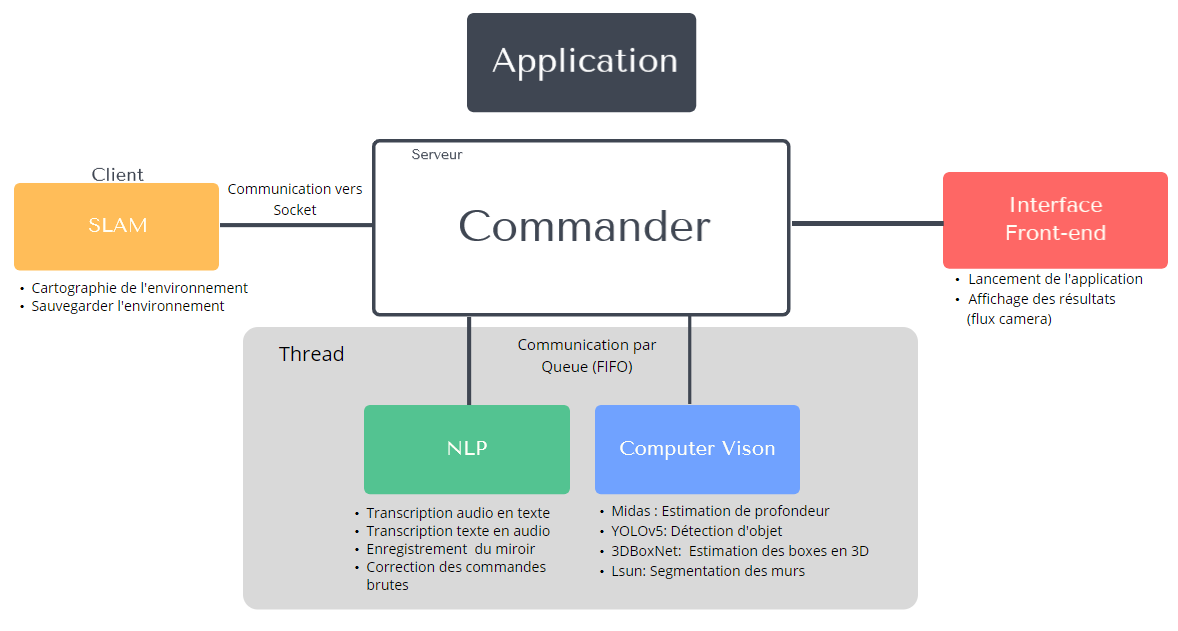 Application
Serveur
Commander
Client
SLAM
Communication vers
Socket
• Cartographie de l'environnement
• Sauvegarder l'environnement
Interface
Front-end
• Lancement de l'application
• Affichage des résultats
(flux camera)
Thread
Communication par
Queue (FIFO)
NLP
• Transcription audio en texte
• Transcription texte en audio
• Enregistrement du miroir
• Correction des commandes
brutes
Computer Vison
• Midas : Estimation de profondeur
• YOLOv5: Détection d'objet
• 3DBoxNet: Estimation des boxes en 3D
• Lsun: Segmentation des murs